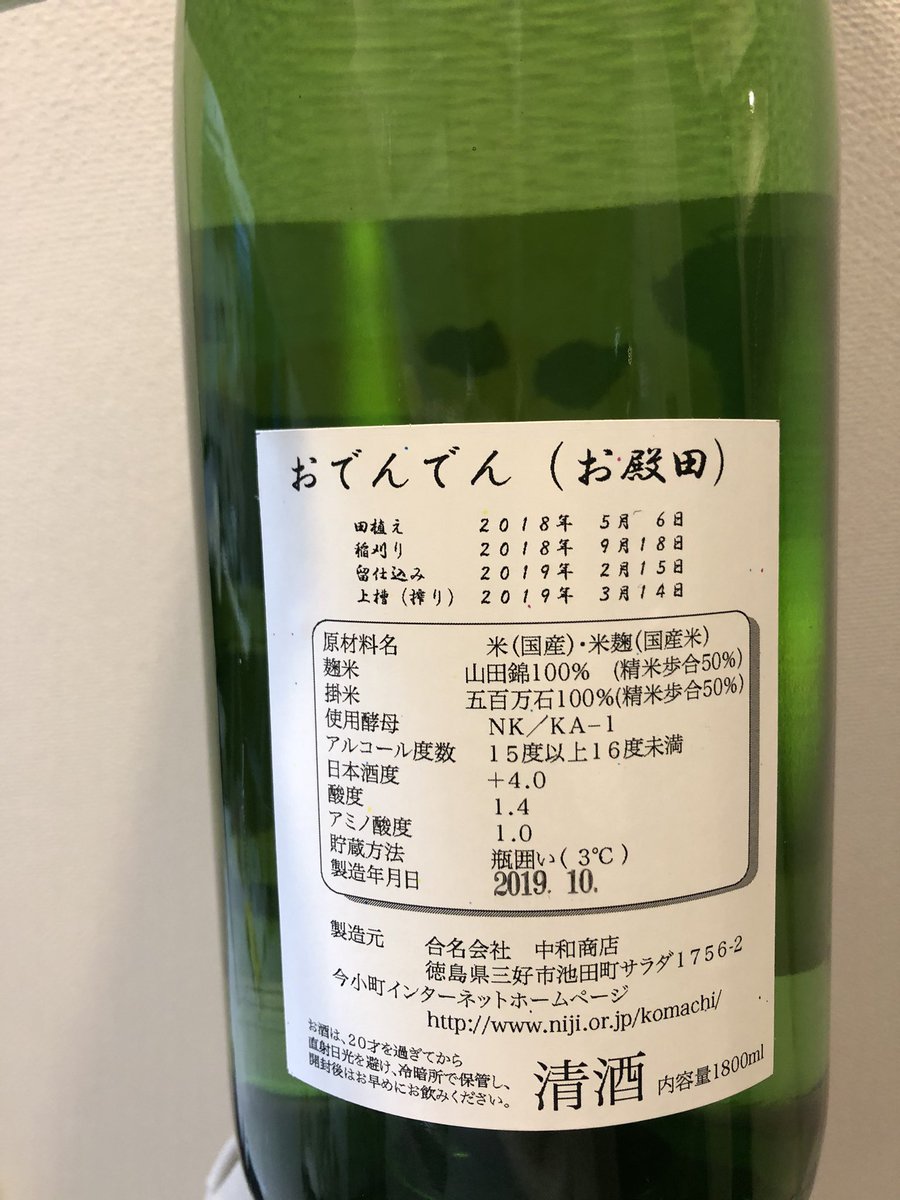 おでんでん（お殿田）
田植え 2018年 5月 6日
稲刈り 2018年 9月18日
留仕込み 2019年 2月15日
上槽（搾り） 2019年 3月14日
原材料名 米（国産）・米麹（国産米）
麹米 山田錦100% （精米歩合50%）
掛米 五百万石100%（精米歩合50%）
使用酵母 NK／KA−1
アルコール度数 15度以上16度未満
日本酒度 +4.0
酸度 1.4
アミノ酸度 1.0
貯蔵方法 瓶囲い（3℃）
製造年月日 2019. 10.
製造元 合名会社 中和商店
徳島県三好市池田町サラダ1756-2
今小町インターネットホームページ
http://www.niji.or.jp/komachi/
お酒は、20才を過ぎてから
直射日光を避け、冷暗所で保管し、
開封後はお早めにお飲みください。
清酒 内容量1800ml